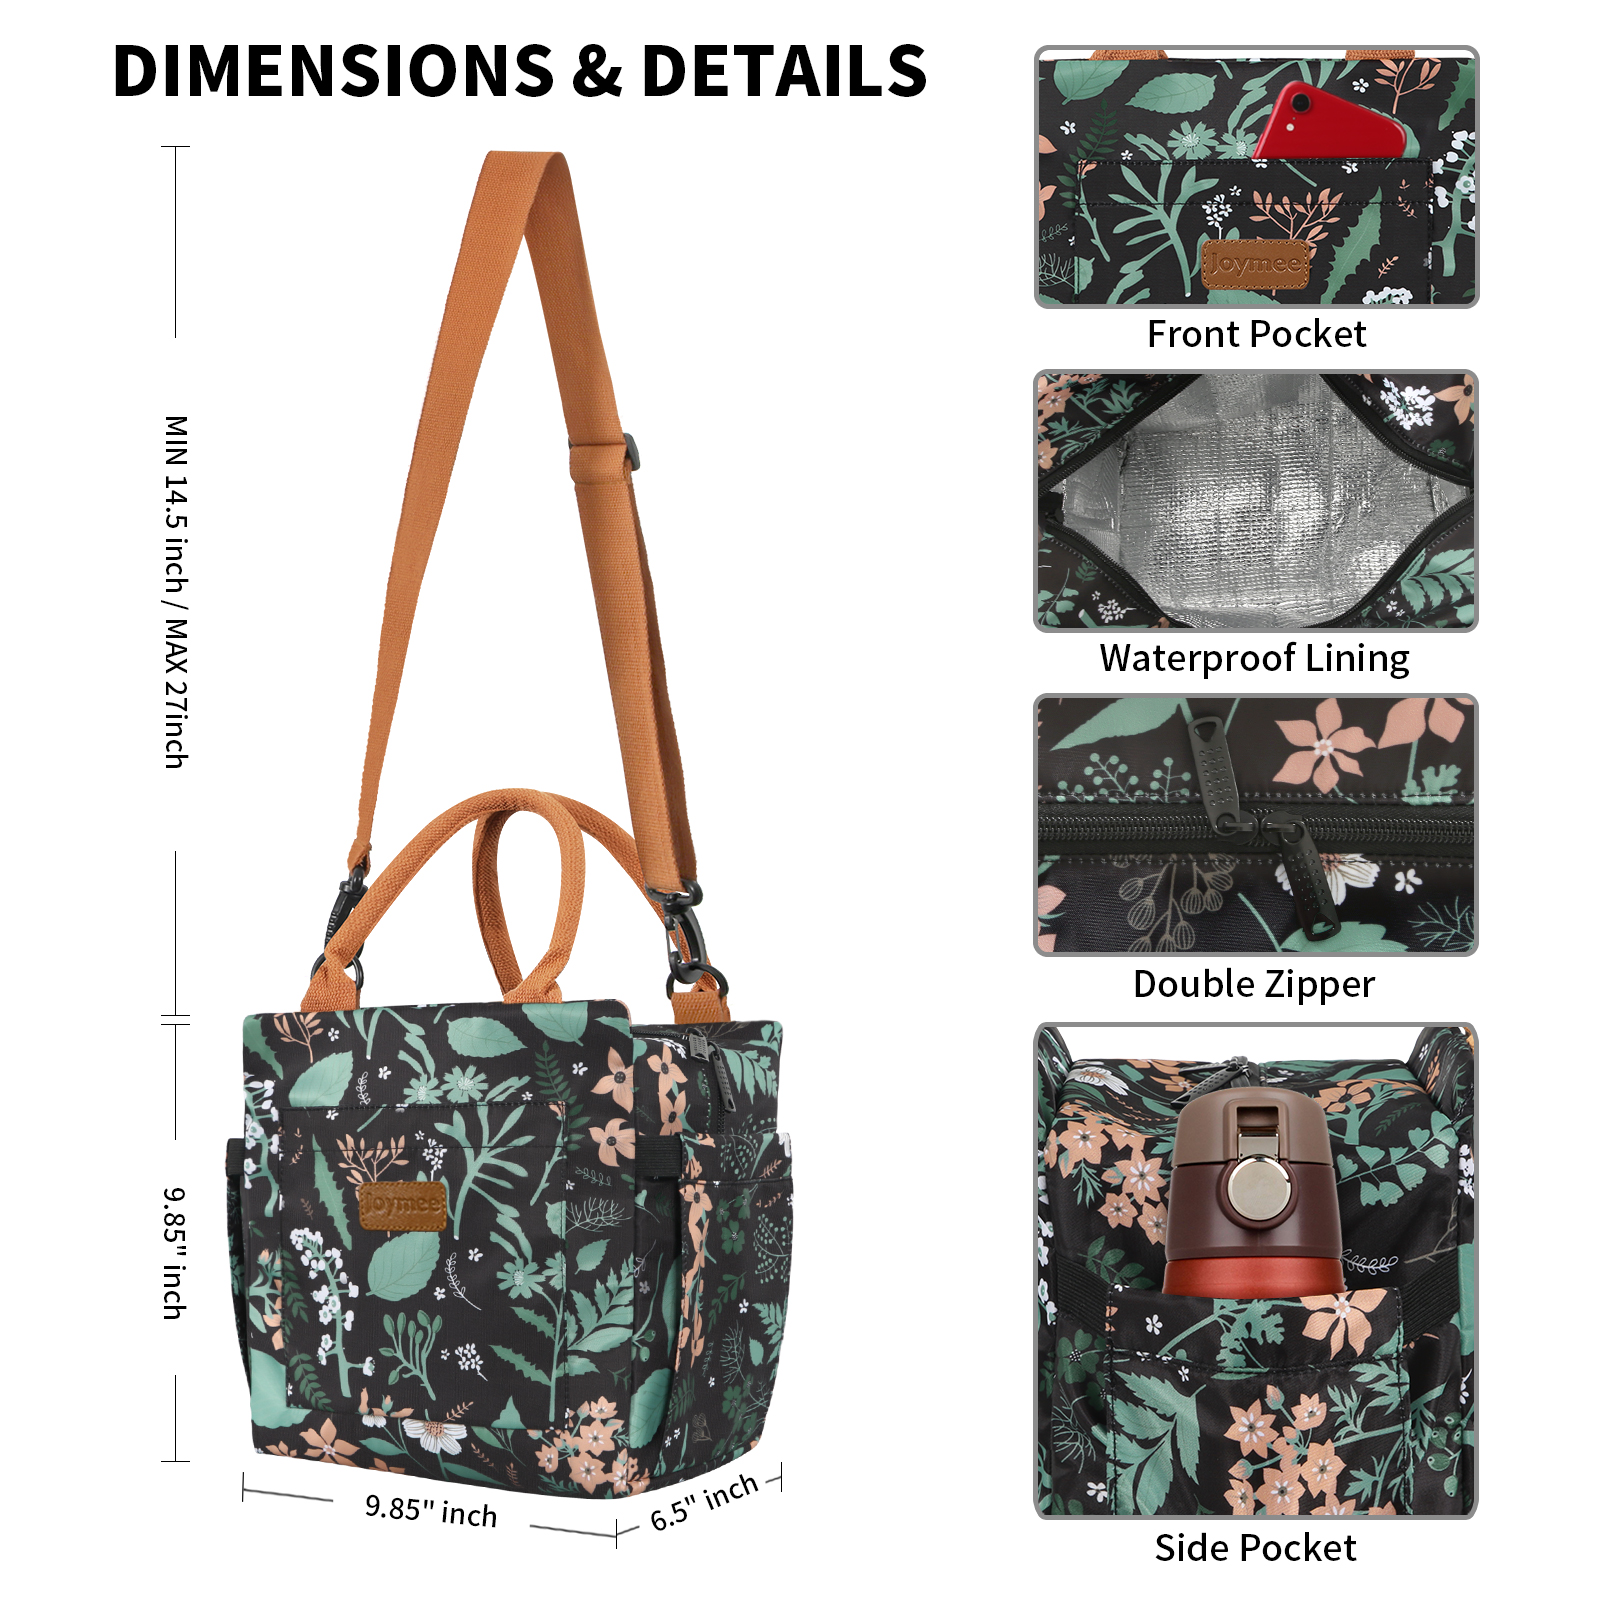 DIMENSIONS & DETAILS
MIN 14.5 inch / MAX 27inch
9.85" inch
9.85" inch
6.5" inch
Joymee
Joymee
Front Pocket
Waterproof Lining
Double Zipper
Side Pocket